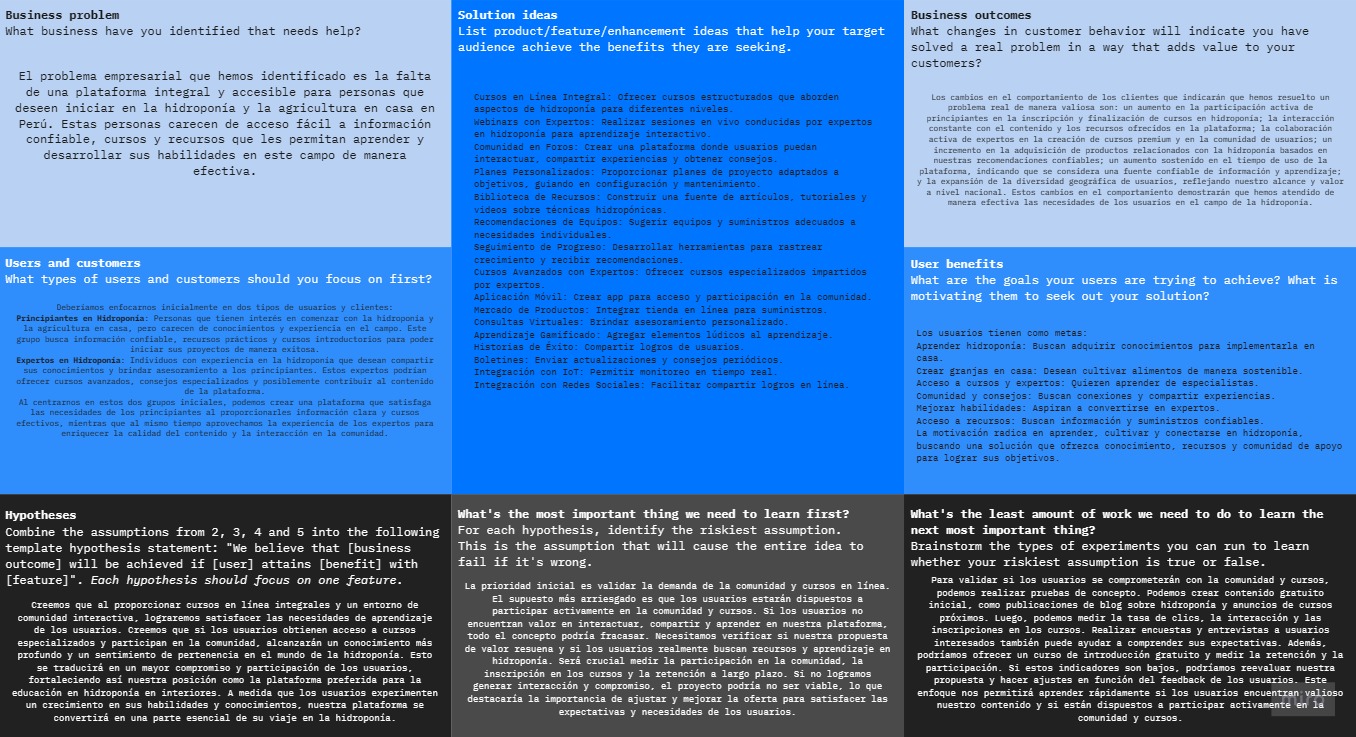 Business problem
What business have you identified that needs help?
El problema empresarial que hemos identificado es la falta
de una plataforma integral y accesible para personas que
deseen iniciar en la hidroponía y la agricultura en casa en
Perú. Estas personas carecen de acceso fácil a información
confiable, cursos y recursos que les permitan aprender y
desarrollar sus habilidades en este campo de manera
efectiva.
Solution ideas
List product/feature/enhancement ideas that help your target
audience achieve the benefits they are seeking.
Cursos en Línea Integral: Ofrecer cursos estructurados que aborden
aspectos de hidroponía para diferentes niveles.
Webinars con Expertos: Realizar sesiones en vivo conducidas por expertos
en hidroponía para aprendizaje interactivo.
Comunidad en Foros: Crear una plataforma donde usuarios puedan
interactuar, compartir experiencias y obtener consejos.
Planes Personalizados: Proporcionar planes de proyecto adaptados a
objetivos, guiando en configuración y mantenimiento.
Biblioteca de Recursos: Construir una fuente de artículos, tutoriales y
videos sobre técnicas hidropónicas.
Recomendaciones de Equipos: Sugerir equipos y suministros adecuados a
necesidades individuales.
Seguimiento de Progreso: Desarrollar herramientas para rastrear
crecimiento y recibir recomendaciones.
Cursos Avanzados con Expertos: Ofrecer cursos especializados impartidos
por expertos.
Aplicación Móvil: Crear app para acceso y participación en la comunidad.
Mercado de Productos: Integrar tienda en línea para suministros.
Consultas Virtuales: Brindar asesoramiento personalizado.
Aprendizaje Gamificado: Agregar elementos lúdicos al aprendizaje.
Historias de Éxito: Compartir logros de usuarios.
Boletines: Enviar actualizaciones y consejos periódicos.
Integración con IoT: Permitir monitoreo en tiempo real.
Integración con Redes Sociales: Facilitar compartir logros en línea.
Business outcomes
What changes in customer behavior will indicate you have
solved a real problem in a way that adds value to your
customers?
Los cambios en el comportamiento de los clientes que indicarán que hemos resuelto un
problema real de manera valiosa son: un aumento en la participación activa de
principiantes en la inscripción y finalización de cursos en hidroponía; la interacción
constante con el contenido y los recursos ofrecidos en la plataforma; la colaboración
activa de expertos en la creación de cursos premium y en la comunidad de usuarios; un
incremento en la adquisición de productos relacionados con la hidroponía basados en
nuestras recomendaciones confiables; un aumento sostenido en el tiempo de uso de la
plataforma, indicando que se considera una fuente confiable de información y aprendizaje;
y la expansión de la diversidad geográfica de usuarios, reflejando nuestro alcance y valor
a nivel nacional. Estos cambios en el comportamiento demostrarán que hemos atendido de
manera efectiva las necesidades de los usuarios en el campo de la hidroponía.
Users and customers
What types of users and customers should you focus on first?
Deberíamos enfocarnos inicialmente en dos tipos de usuarios y clientes:
Principiantes en Hidroponía: Personas que tienen interés en comenzar con la hidroponía y
la agricultura en casa, pero carecen de conocimientos y experiencia en el campo. Este
grupo busca información confiable, recursos prácticos y cursos introductorios para poder
iniciar sus proyectos de manera exitosa.
Expertos en Hidroponía: Individuos con experiencia en la hidroponía que desean compartir
sus conocimientos y brindar asesoramiento a los principiantes. Estos expertos podrían
ofrecer cursos avanzados, consejos especializados y posiblemente contribuir al contenido
de la plataforma.
Al centrarnos en estos dos grupos iniciales, podemos crear una plataforma que satisfaga
las necesidades de los principiantes al proporcionarles información clara y cursos
efectivos, mientras que al mismo tiempo aprovechamos la experiencia de los expertos para
enriquecer la calidad del contenido y la interacción en la comunidad.
User benefits
What are the goals your users are trying to achieve? What is
motivating them to seek out your solution?
Los usuarios tienen como metas:
Aprender hidroponía: Buscan adquirir conocimientos para implementarla en
casa.
Crear granjas en casa: Desean cultivar alimentos de manera sostenible.
Acceso a cursos y expertos: Quieren aprender de especialistas.
Comunidad y consejos: Buscan conexiones y compartir experiencias.
Mejorar habilidades: Aspiran a convertirse en expertos.
Acceso a recursos: Buscan información y suministros confiables.
La motivación radica en aprender, cultivar y conectarse en hidroponía,
buscando una solución que ofrezca conocimiento, recursos y comunidad de apoyo
para lograr sus objetivos.
Hypotheses
Combine the assumptions from 2, 3, 4 and 5 into the following
template hypothesis statement: "We believe that [business
outcome] will be achieved if [user] attains [benefit] with
[feature]". Each hypothesis should focus on one feature.
Creemos que al proporcionar cursos en línea integrales y un entorno de
comunidad interactiva, lograremos satisfacer las necesidades de aprendizaje
de los usuarios. Creemos que si los usuarios obtienen acceso a cursos
especializados y participan en la comunidad, alcanzarán un conocimiento más
profundo y un sentimiento de pertenencia en el mundo de la hidroponía. Esto
se traducirá en un mayor compromiso y participación de los usuarios,
fortaleciendo así nuestra posición como la plataforma preferida para la
educación en hidroponía en interiores. A medida que los usuarios experimenten
un crecimiento en sus habilidades y conocimientos, nuestra plataforma se
convertirá en una parte esencial de su viaje en la hidroponía.
What's the most important thing we need to learn first?
For each hypothesis, identify the riskiest assumption.
This is the assumption that will cause the entire idea to
fail if it's wrong.
La prioridad inicial es validar la demanda de la comunidad y cursos en línea.
El supuesto más arriesgado es que los usuarios estarán dispuestos a
participar activamente en la comunidad y cursos. Si los usuarios no
encuentran valor en interactuar, compartir y aprender en nuestra plataforma,
todo el concepto podría fracasar. Necesitamos verificar si nuestra propuesta
de valor resuena y si los usuarios realmente buscan recursos y aprendizaje en
hidroponía. Será crucial medir la participación en la comunidad, la
inscripción en los cursos y la retención a largo plazo. Si no logramos
generar interacción y compromiso, el proyecto podría no ser viable, lo que
destacaría la importancia de ajustar y mejorar la oferta para satisfacer las
expectativas y necesidades de los usuarios.
What's the least amount of work we need to do to learn the
next most important thing?
Brainstorm the types of experiments you can run to learn
whether your riskiest assumption is true or false.
Para validar si los usuarios se comprometerán con la comunidad y cursos,
podemos realizar pruebas de concepto. Podemos crear contenido gratuito
inicial, como publicaciones de blog sobre hidroponía y anuncios de cursos
próximos. Luego, podemos medir la tasa de clics, la interacción y las
inscripciones en los cursos. Realizar encuestas y entrevistas a usuarios
interesados también puede ayudar a comprender sus expectativas. Además,
podríamos ofrecer un curso de introducción gratuito y medir la retención y la
participación. Si estos indicadores son bajos, podríamos reevaluar nuestra
propuesta y hacer ajustes en función del feedback de los usuarios. Este
enfoque nos permitirá aprender rápidamente si los usuarios encuentran valioso
nuestro contenido y si están dispuestos a participar activamente en la
comunidad y cursos.